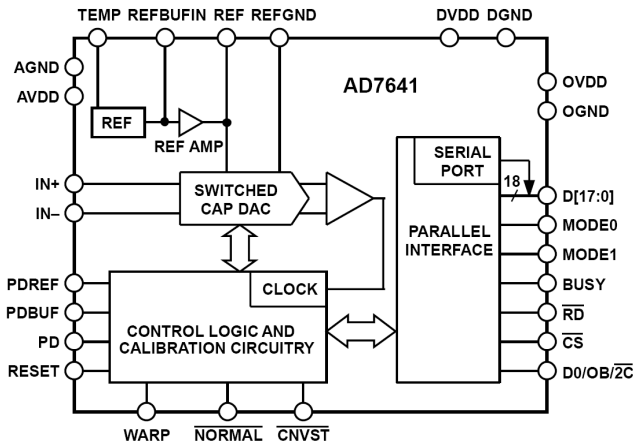 TEMP REFBUFIN REF REFGND DVDD DGND
AGND
AVDD
AD7641
OVDD
OGND
REF
REF AMP
SERIAL
PORT
18
IN+
IN–
SWITCHED
CAP DAC
D[17:0]
MODE0
MODE1
BUSY
RD
CS
D0/OB/2C
PARALLEL
INTERFACE
PDREF
PDBUF
PD
RESET
CLOCK
CONTROL LOGIC AND
CALIBRATION CIRCUITRY
WARP NORMAL CNVST